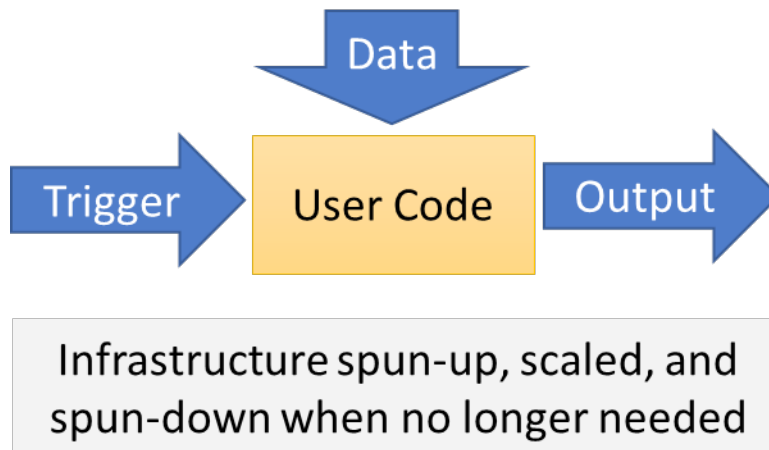 Data
Trigger
User Code
Output
Infrastructure spun-up, scaled, and
spun-down when no longer needed